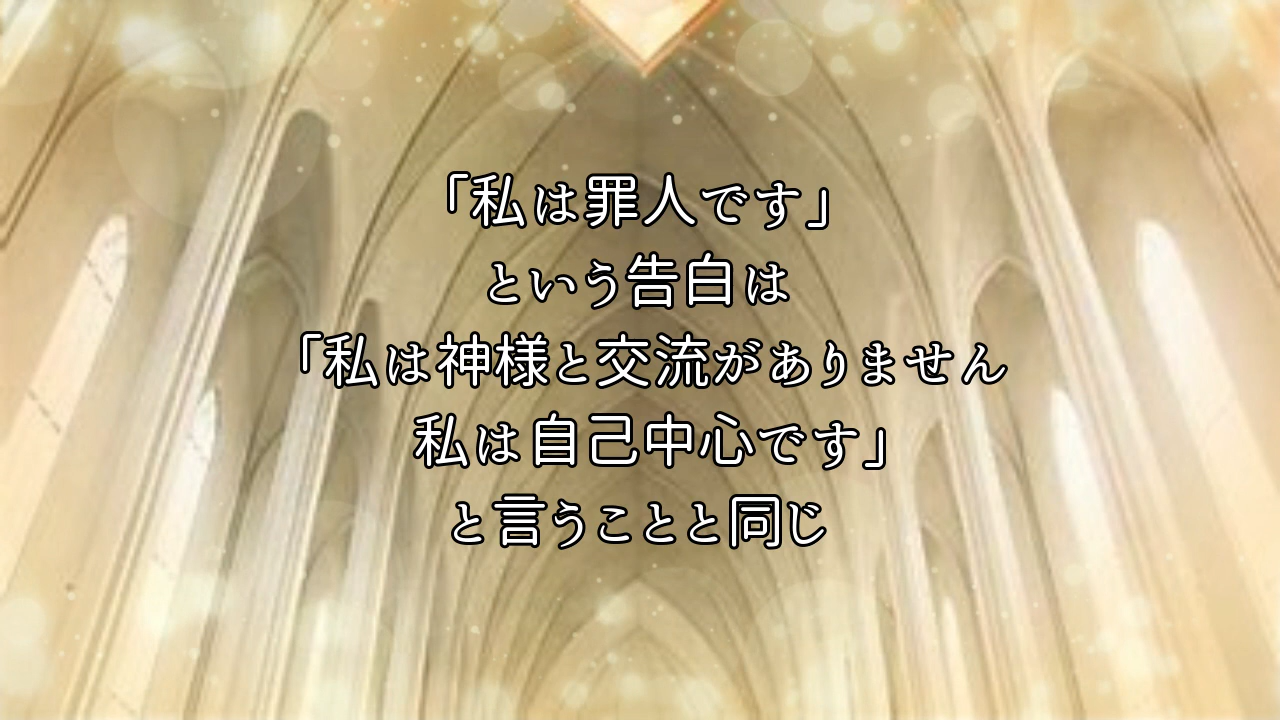 「私は罪人です」
という告白は
「私は神様と交流がありません
私は自己中心です」
と言うことと同じ